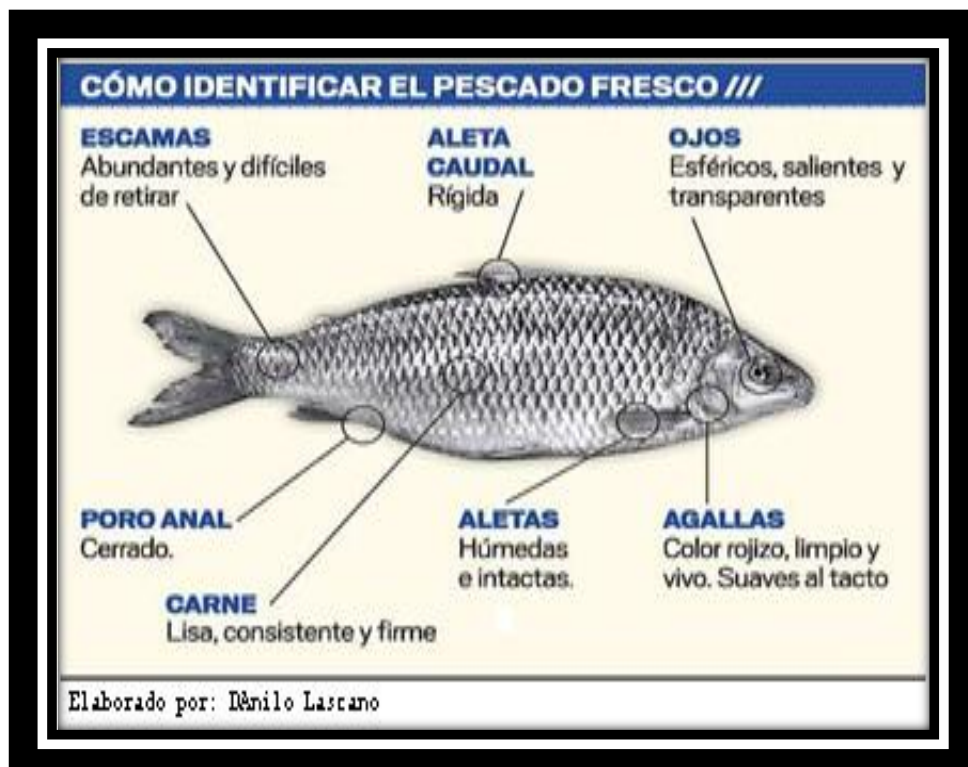 CÓMO IDENTIFICAR EL PESCADO FRESCO ///
ESCAMAS
Abundantes y difíciles
de retirar
ALETA
CAUDAL
Rígida
OJOS
Esféricos, salientes y
transparentes
PORO ANAL
Cerrado.
CARNE
Lisa, consistente y firme
ALETAS
Húmedas
e intactas.
AGALLAS
Color rojizo, limpio y
vivo. Suaves al tacto
Elaborado por: DÀnilo Lascano